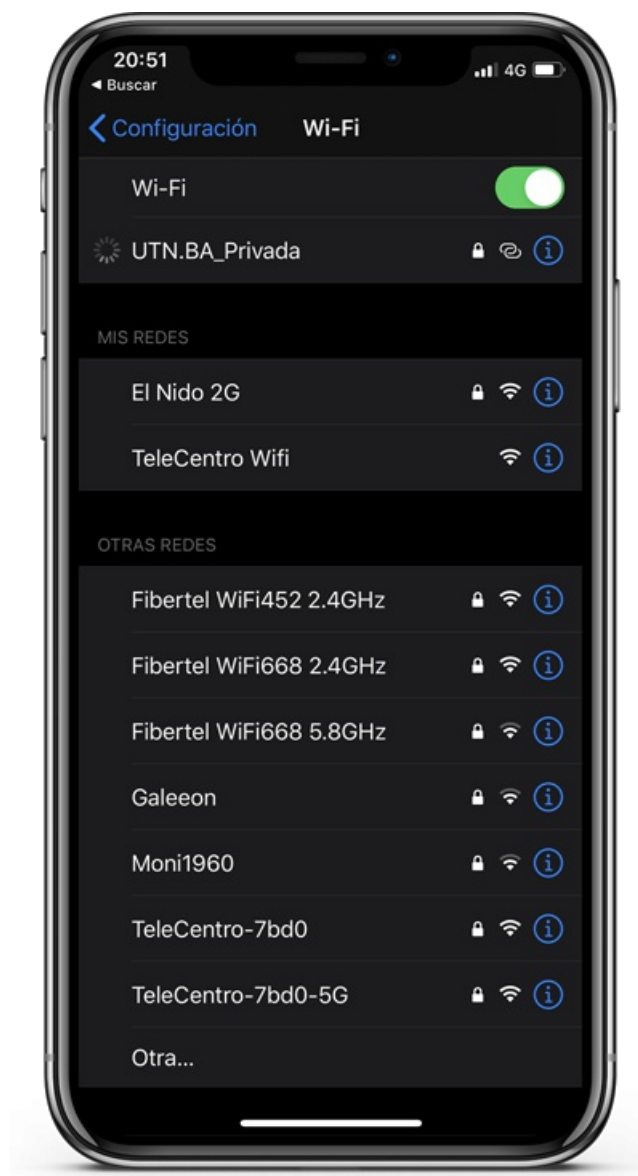 20:51
4G
◀ Buscar
Configuración
Wi-Fi
Wi-Fi
UTN.BA_Privada
MIS REDES
El Nido 2G
TeleCentro Wifi
OTRAS REDES
Fibertel WiFi452 2.4GHz
Fibertel WiFi668 2.4GHz
Fibertel WiFi668 5.8GHz
Galeeon
Moni1960
TeleCentro-7bd0
TeleCentro-7bd0-5G
Otra...